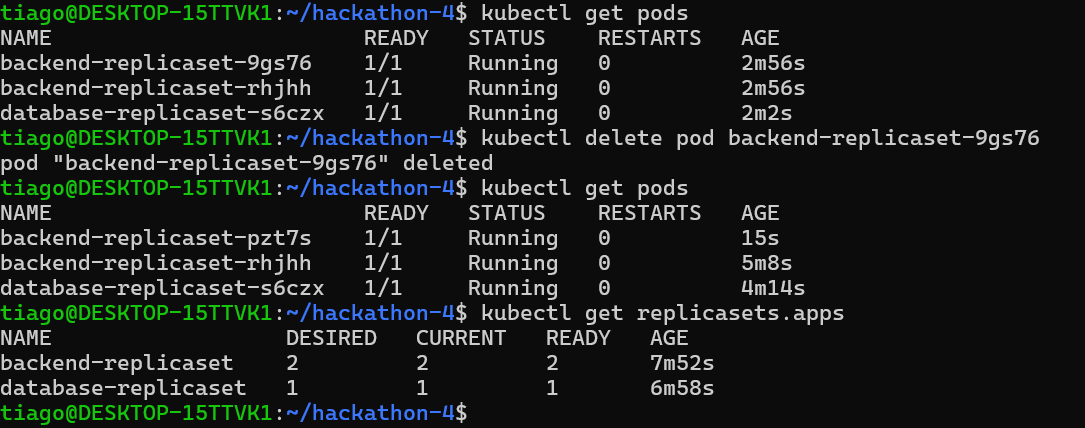 tiago@DESKTOP-15TTVK1:~/hackathon-4$ kubectl get pods
NAME                        READY   STATUS    RESTARTS   AGE
backend-replicaset-9gs76    1/1     Running   0          2m56s
backend-replicaset-rhjhh    1/1     Running   0          2m56s
database-replicaset-s6czx   1/1     Running   0          2m2s
tiago@DESKTOP-15TTVK1:~/hackathon-4$ kubectl delete pod backend-replicaset-9gs76
pod "backend-replicaset-9gs76" deleted
tiago@DESKTOP-15TTVK1:~/hackathon-4$ kubectl get pods
NAME                        READY   STATUS    RESTARTS   AGE
backend-replicaset-pzt7s    1/1     Running   0          15s
backend-replicaset-rhjhh    1/1     Running   0          5m8s
database-replicaset-s6czx   1/1     Running   0          4m14s
tiago@DESKTOP-15TTVK1:~/hackathon-4$ kubectl get replicasets.apps
NAME                  DESIRED   CURRENT   READY   AGE
backend-replicaset    2         2         2       7m52s
database-replicaset   1         1         1       6m58s
tiago@DESKTOP-15TTVK1:~/hackathon-4$